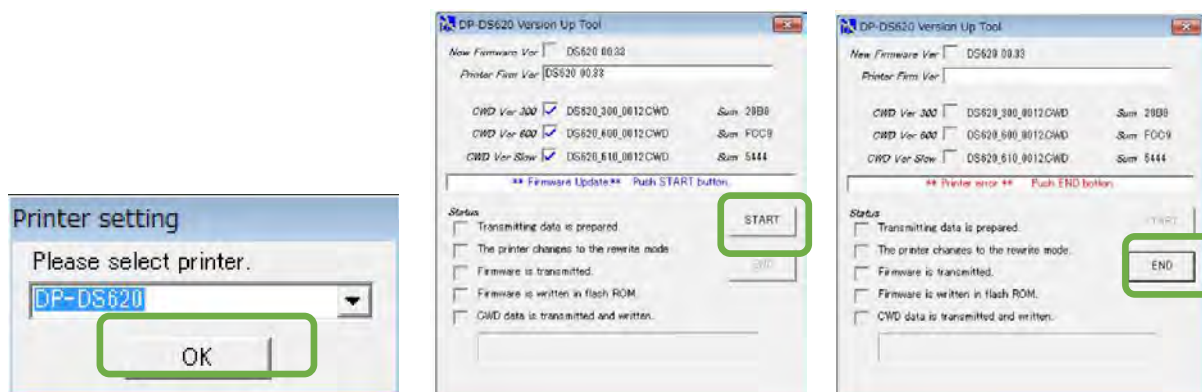 Printer setting
Please select printer.
DP-DS620
OK
DP-DS620 Version Up Tool
New Firmware Ver DS620 00.33
Printer Firm Ver DS620 00.33
CWD Ver 300 DS620_300_0012CWD Sum 20B0
CWD Ver 600 DS620_600_0012CWD Sum FCC9
CWD Ver Slow DS620_610_0012CWD Sum 5444
** Firmware Update** Push START button.
Status
START
Transmitting data is prepared.
The printer changes to the rewrite mode.
END
Firmware is transmitted.
Firmware is written in flash ROM.
CWD data is transmitted and written.
DP-DS620 Version Up Tool
New Firmware Ver DS620 00.33
Printer Firm Ver
CWD Ver 300 DS620_300_0012CWD Sum 20B0
CWD Ver 600 DS620_600_0012CWD Sum FCC9
CWD Ver Slow DS620_610_0012CWD Sum 5444
** Printer error ** Push END botton.
Status
START
Transmitting data is prepared.
The printer changes to the rewrite mode.
END
Firmware is transmitted.
Firmware is written in flash ROM.
CWD data is transmitted and written.